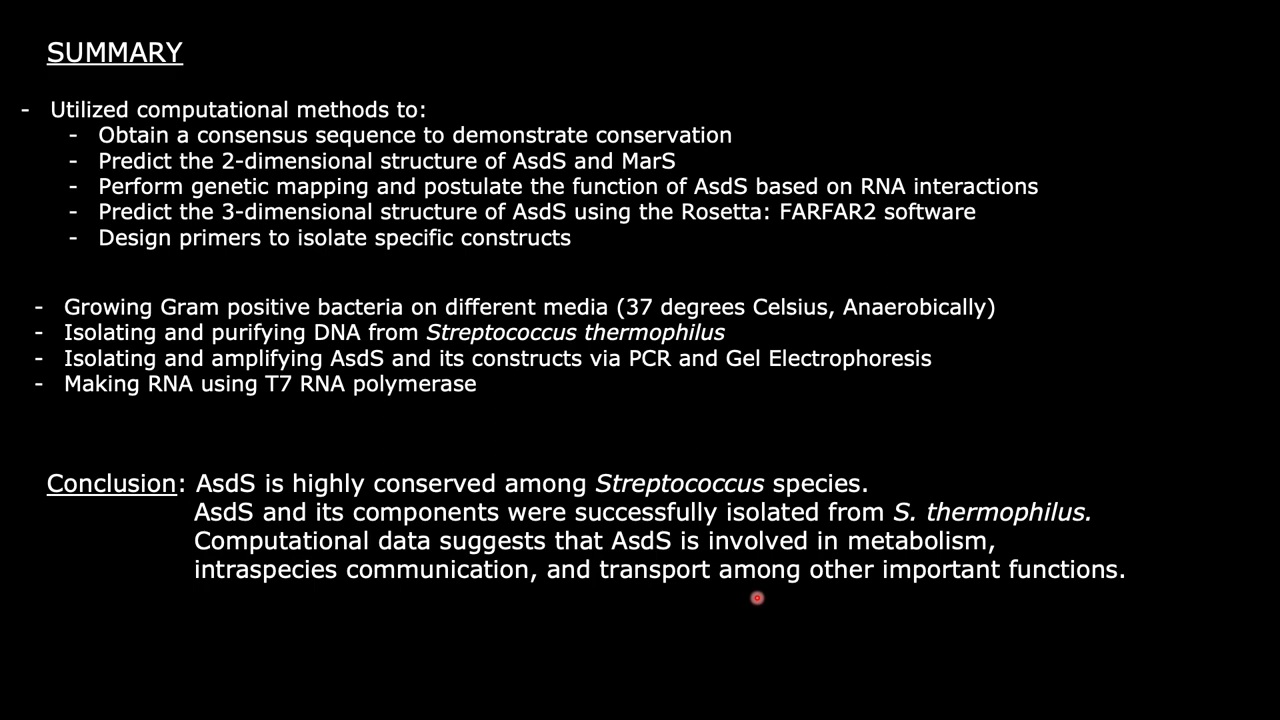 SUMMARY
- Utilized computational methods to:
- Obtain a consensus sequence to demonstrate conservation
- Predict the 2-dimensional structure of AsdS and MarS
- Perform genetic mapping and postulate the function of AsdS based on RNA interactions
- Predict the 3-dimensional structure of AsdS using the Rosetta: FARFAR2 software
- Design primers to isolate specific constructs
- Growing Gram positive bacteria on different media (37 degrees Celsius, Anaerobically)
- Isolating and purifying DNA from Streptococcus thermophilus
- Isolating and amplifying AsdS and its constructs via PCR and Gel Electrophoresis
- Making RNA using T7 RNA polymerase
Conclusion: AsdS is highly conserved among Streptococcus species.
AsdS and its components were successfully isolated from S. thermophilus.
Computational data suggests that AsdS is involved in metabolism,
intraspecies communication, and transport among other important functions.